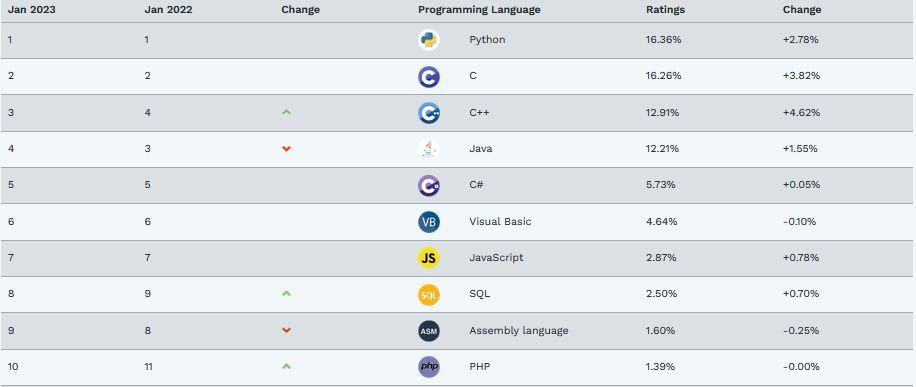 Jan 2023 Jan 2022 Change Programming Language Ratings Change
1 1 Python 16.36% +2.78%
2 2 C 16.26% +3.82%
3 4 C++ 12.91% +4.62%
4 3 Java 12.21% +1.55%
5 5 C# 5.73% +0.05%
6 6 VB Visual Basic 4.64% -0.10%
7 7 JS JavaScript 2.87% +0.78%
8 9 SQL SQL 2.50% +0.70%
9 8 ASM Assembly language 1.60% -0.25%
10 11 php PHP 1.39% -0.00%